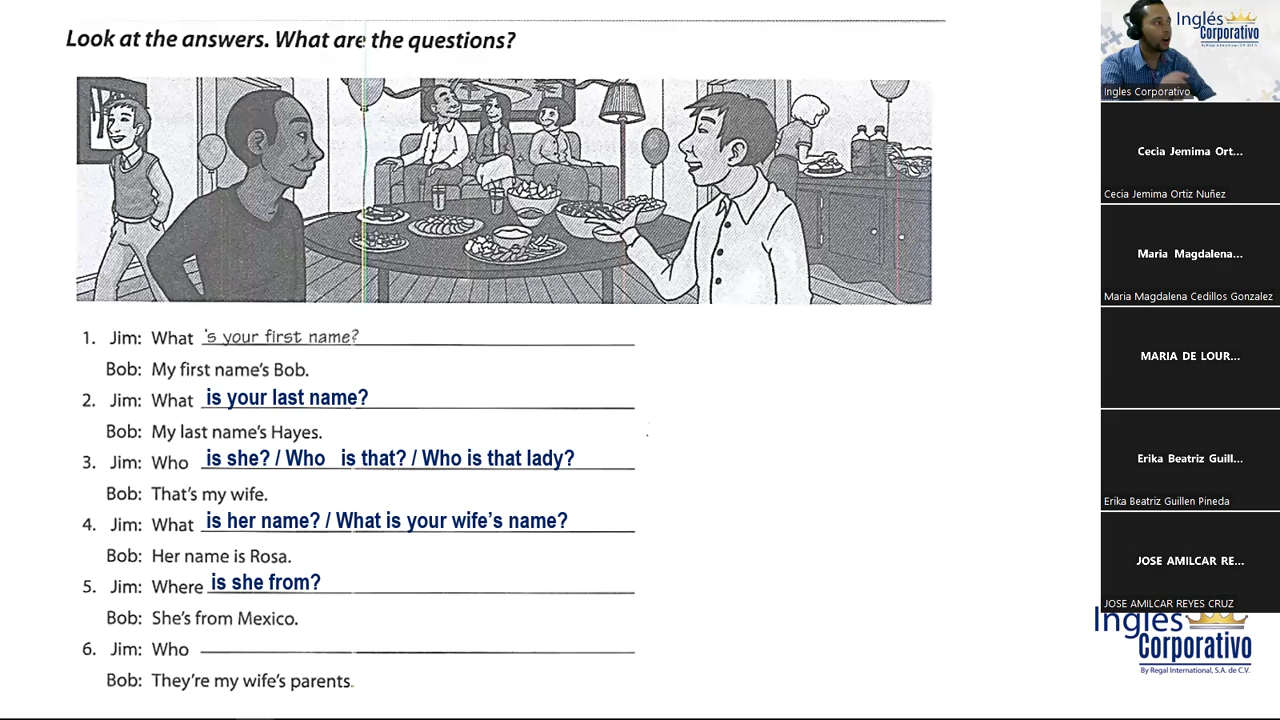 Look at the answers. What are the questions?
1. Jim: What 's your first name?
Bob: My first name's Bob.
2. Jim: What is your last name?
Bob: My last name's Hayes.
3. Jim: Who is she? / Who is that? / Who is that lady?
Bob: That's my wife.
4. Jim: What is her name? / What is your wife's name?
Bob: Her name is Rosa.
5. Jim: Where is she from?
Bob: She's from Mexico.
6. Jim: Who
Bob: They're my wife's parents.
Inglés
Corporativo
By Regal International, S.A. de C.V.
Ingles Corporativo
Cecia Jemima Ort...
Cecia Jemima Ortiz Nuñez
Maria Magdalena...
Maria Magdalena Cedillos Gonzalez
MARIA DE LOUR...
Erika Beatriz Guill...
Erika Beatriz Guillen Pineda
JOSE AMILCAR RE...
JOSE AMILCAR REYES CRUZ
Inglés
Corporativo
By Regal International, S.A. de C.V.